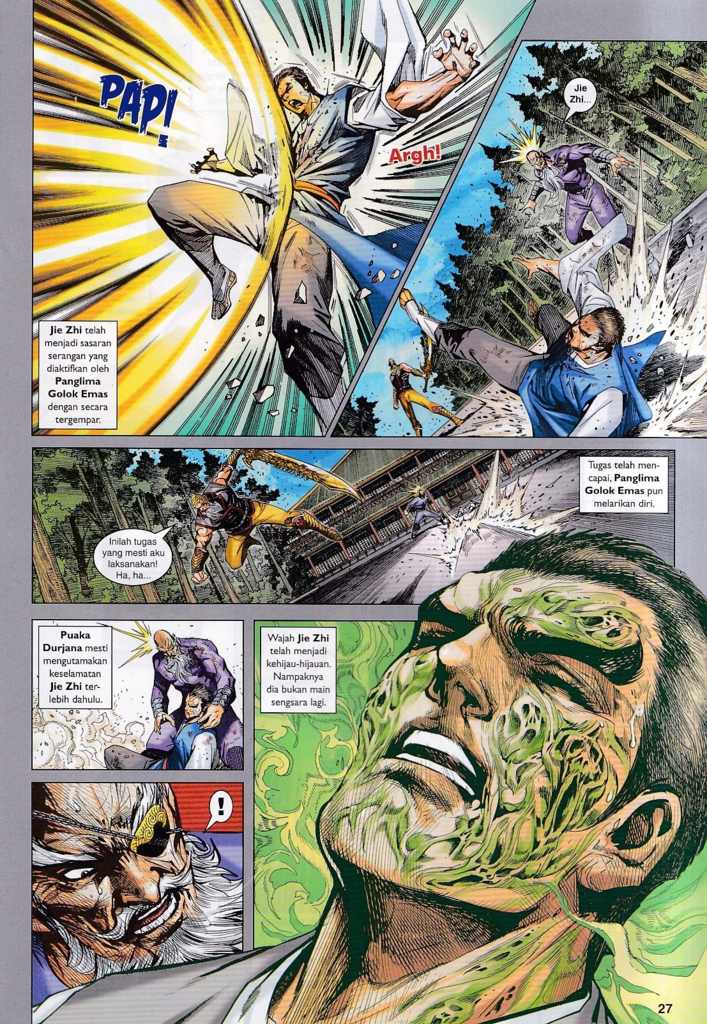 PAPI
Argh!
Jie
Zhi...
Jie Zhi telah
menjadi sasaran
serangan yang
diaktifkan oleh
Panglima
Golok Emas
dengan secara
tergempar.
Inilah tugas
yang mesti aku
laksanakan!
Ha, ha...
Tugas telah men-
capai, Panglima
Golok Emas pun
melarikan diri.
Puaka
Durjana mesti
mengutamakan
keselamatan
Jie Zhi ter-
lebih dahulu.
Wajah Jie Zhi
telah menjadi
kehijau-hijauan.
Nampaknya
dia bukan main
sengsara lagi.
!
27